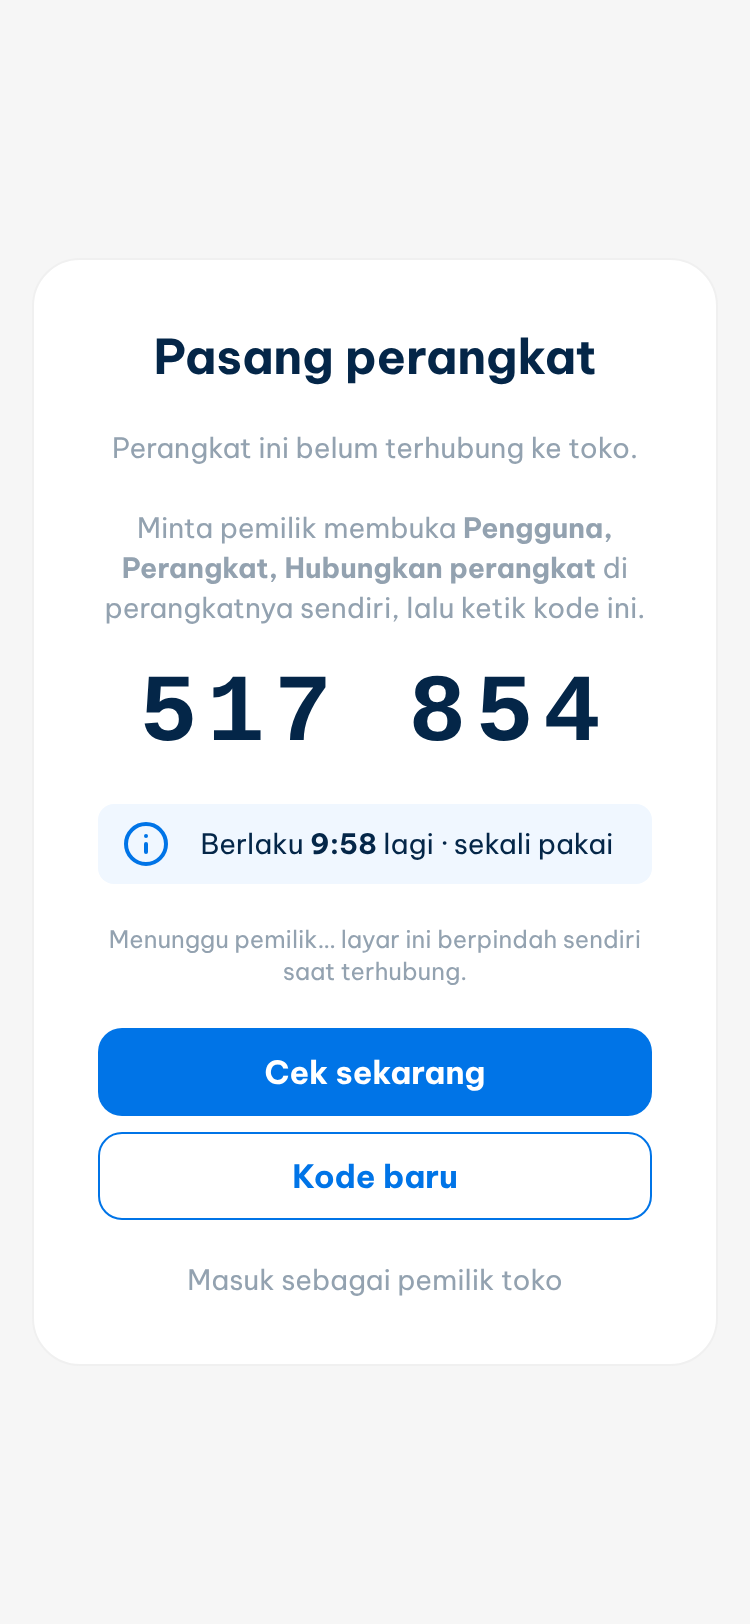 Pasang perangkat
Perangkat ini belum terhubung ke toko.
Minta pemilik membuka Pengguna,
Perangkat, Hubungkan perangkat di
perangkatnya sendiri, lalu ketik kode ini.
517 854
Berlaku 9:58 lagi · sekali pakai
Menunggu pemilik... layar ini berpindah sendiri
saat terhubung.
Cek sekarang
Kode baru
Masuk sebagai pemilik toko